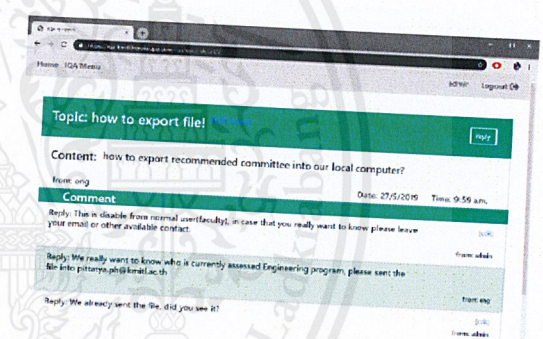 Home IQA Menu
Logout
Topic: how to export file!
reply
Content: how to export recommended committee into our local computer?
from: eng
Date: 27/5/2019 Time: 9:59 a.m.
Comment
Reply: This is disable from normal user(faculty), in case that you really want to know please leave
your email or other available contact.
from: admin
Reply: We really want to know who is currently assessed Engineering program, please sent the
file into pittaya.ph@kmitl.ac.th
from: eng
Reply: We already sent the file, did you see it?
from: admin